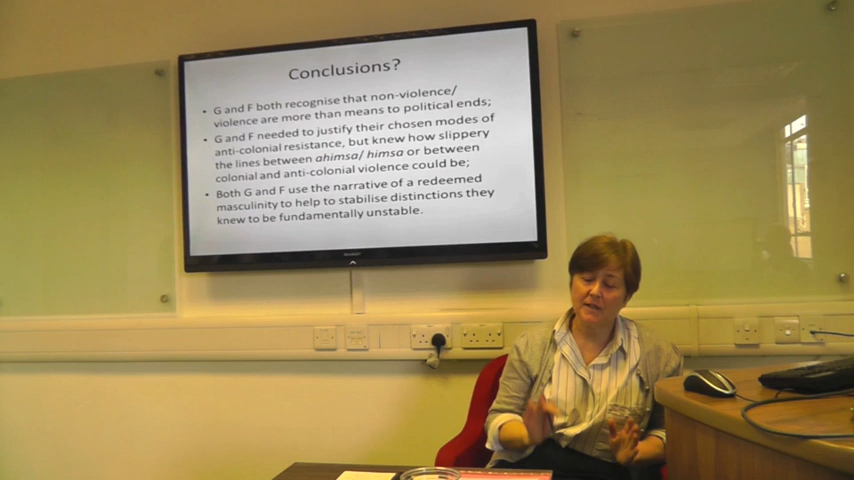 Conclusions?
• G and F both recognise that non-violence/
violence are more than means to political ends;
• G and F needed to justify their chosen modes of
anti-colonial resistance, but knew how slippery
the lines between ahimsa/ himsa or between
colonial and anti-colonial violence could be;
• Both G and F use the narrative of a redeemed
masculinity to help to stabilise distinctions they
knew to be fundamentally unstable.